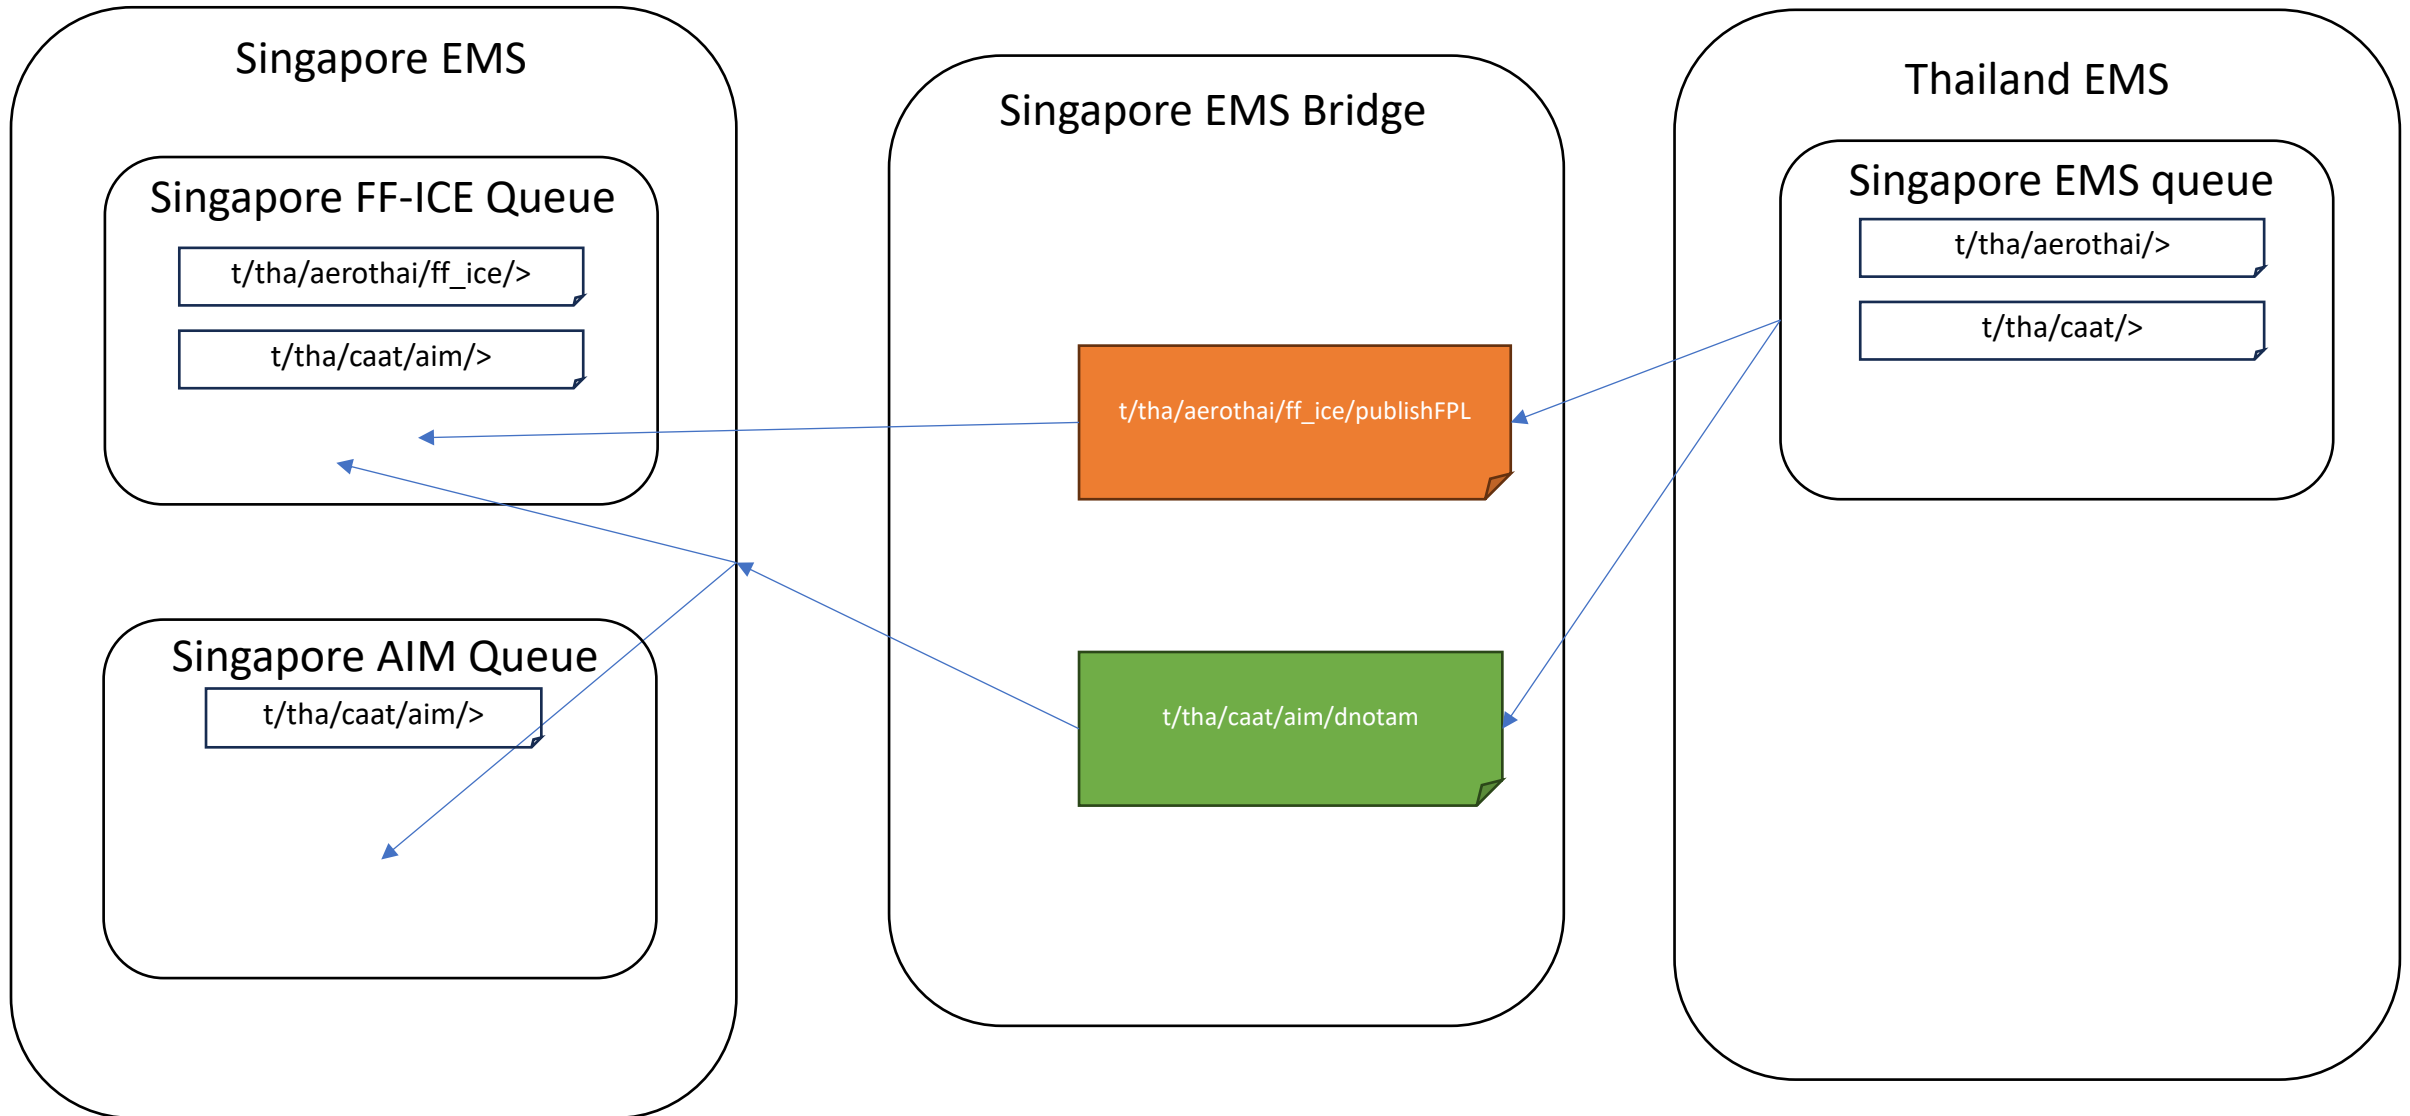 Singapore EMS
Singapore FF-ICE Queue
t/tha/aerothai/ff_ice/>
t/tha/caat/aim/>
Singapore AIM Queue
t/tha/caat/aim/>
Singapore EMS Bridge
t/tha/aerothai/ff_ice/publishFPL
t/tha/caat/aim/dnotam
Thailand EMS
Singapore EMS queue
t/tha/aerothai/>
t/tha/caat/>